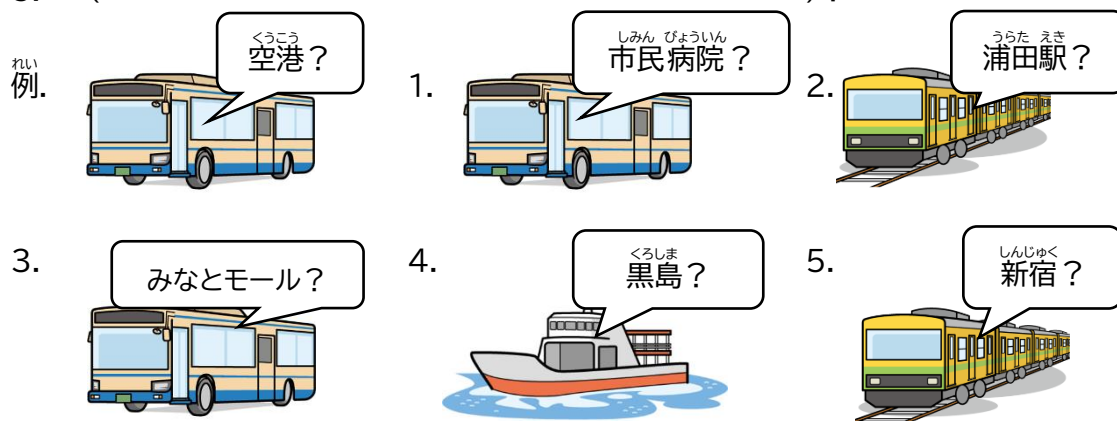 くうこう
れい
例. 空港?
しみん びょういん
1. 市民病院?
うらた えき
2. 浦田駅?
3. みなとモール?
くろしま
4. 黒島?
しんじゅく
5. 新宿?